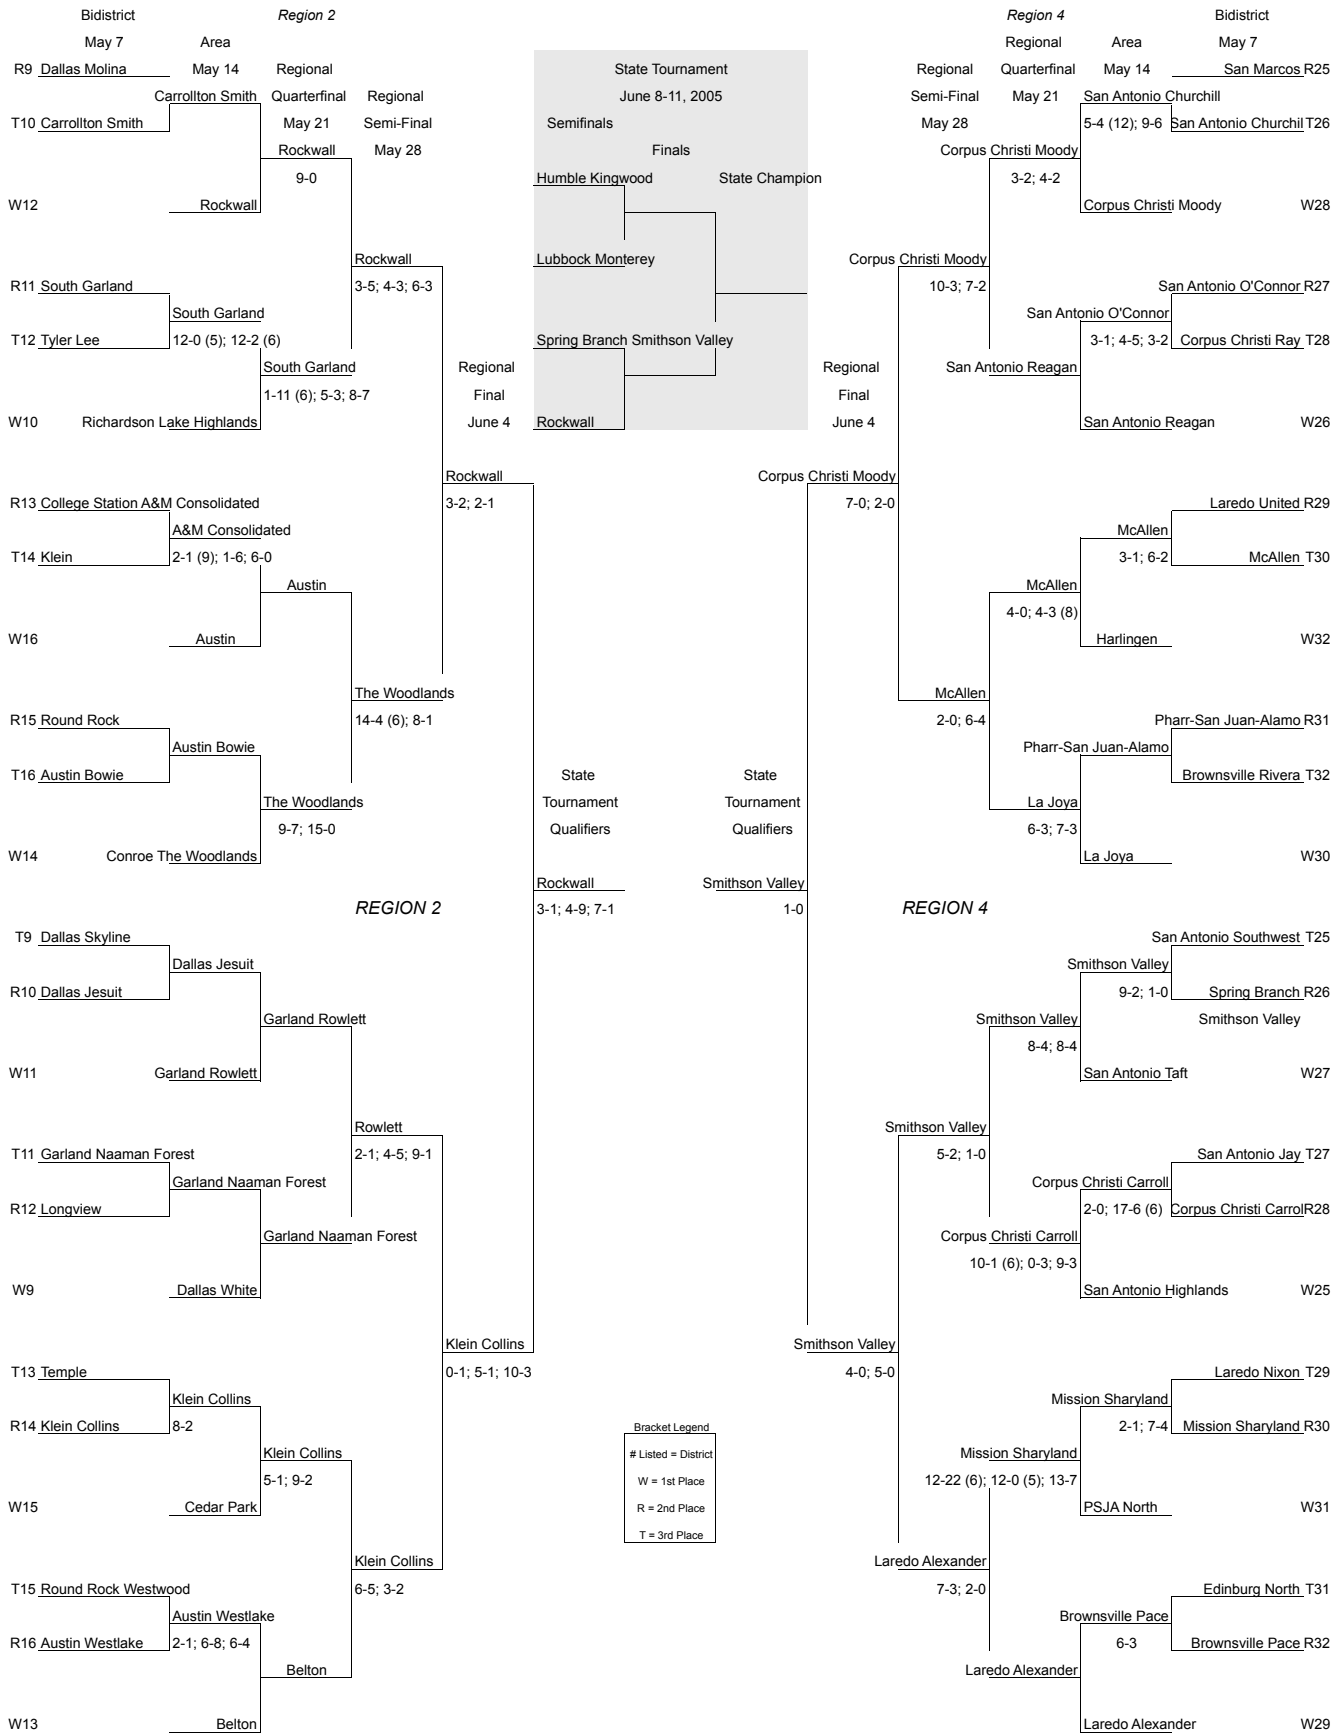 Bidistrict Region 2 Region 4 Bidistrict
May 7 Area Regional Area May 7
R9 Dallas Molina May 14 Regional State Tournament Regional Quarterfinal May 14 San Marcos R25
Carrollton Smith Quarterfinal Regional June 8-11, 2005 Semi-Final May 21 San Antonio Churchill
T10 Carrollton Smith May 21 Semi-Final Semifinals May 28 5-4 (12); 9-6 San Antonio Churchil T26
Rockwall May 28 Finals Corpus Christi Moody
9-0 Humble Kingwood State Champion 3-2; 4-2
W12 Rockwall Corpus Christi Moody W28
Rockwall Lubbock Monterey Corpus Christi Moody
R11 South Garland 3-5; 4-3; 6-3 10-3; 7-2 San Antonio O'Connor R27
South Garland San Antonio O'Connor
T12 Tyler Lee 12-0 (5); 12-2 (6) Spring Branch Smithson Valley 3-1; 4-5; 3-2 Corpus Christi Ray T28
South Garland Regional Regional San Antonio Reagan
1-11 (6); 5-3; 8-7 Final Final
W10 Richardson Lake Highlands June 4 Rockwall June 4 San Antonio Reagan W26
Rockwall Corpus Christi Moody
R13 College Station A&M Consolidated 3-2; 2-1 7-0; 2-0 Laredo United R29
A&M Consolidated McAllen
T14 Klein 2-1 (9); 1-6; 6-0 3-1; 6-2 McAllen T30
Austin McAllen
4-0; 4-3 (8)
W16 Austin Harlingen W32
The Woodlands McAllen
R15 Round Rock 14-4 (6); 8-1 2-0; 6-4 Pharr-San Juan-Alamo R31
Austin Bowie Pharr-San Juan-Alamo
T16 Austin Bowie State State Brownsville Rivera T32
The Woodlands Tournament Tournament La Joya
9-7; 15-0 Qualifiers Qualifiers 6-3; 7-3
W14 Conroe The Woodlands La Joya W30
Rockwall Smithson Valley
REGION 2 3-1; 4-9; 7-1 1-0 REGION 4
T9 Dallas Skyline San Antonio Southwest T25
Dallas Jesuit Smithson Valley
R10 Dallas Jesuit 9-2; 1-0 Spring Branch R26
Garland Rowlett Smithson Valley Smithson Valley
8-4; 8-4
W11 Garland Rowlett San Antonio Taft W27
Rowlett Smithson Valley
T11 Garland Naaman Forest 2-1; 4-5; 9-1 5-2; 1-0 San Antonio Jay T27
Garland Naaman Forest Corpus Christi Carroll
R12 Longview 2-0; 17-6 (6) Corpus Christi Carrol R28
Garland Naaman Forest Corpus Christi Carroll
10-1 (6); 0-3; 9-3
W9 Dallas White San Antonio Highlands W25
Klein Collins Smithson Valley
T13 Temple 0-1; 5-1; 10-3 4-0; 5-0 Laredo Nixon T29
Klein Collins Mission Sharyland
R14 Klein Collins 8-2 Bracket Legend 2-1; 7-4 Mission Sharyland R30
Klein Collins # Listed = District Mission Sharyland
5-1; 9-2 W = 1st Place 12-22 (6); 12-0 (5); 13-7
W15 Cedar Park R = 2nd Place PSJA North W31
T = 3rd Place
Klein Collins Laredo Alexander
T15 Round Rock Westwood 6-5; 3-2 7-3; 2-0 Edinburg North T31
Austin Westlake Brownsville Pace
R16 Austin Westlake 2-1; 6-8; 6-4 6-3 Brownsville Pace R32
Belton Laredo Alexander
W13 Belton Laredo Alexander W29